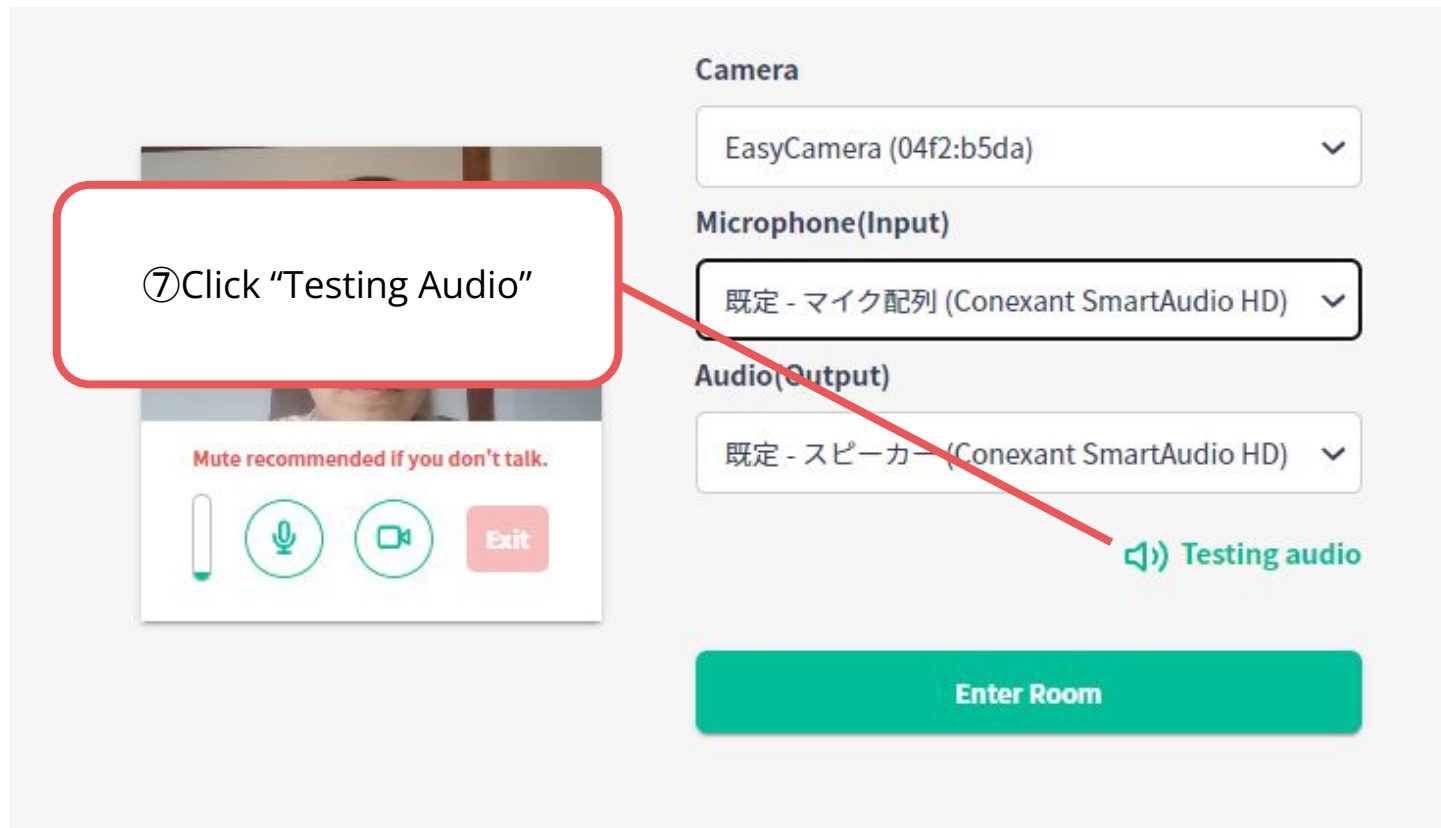 Camera
EasyCamera (04f2:b5da)
Microphone(Input)
⑦Click “Testing Audio”
既定 - マイク配列 (Conexant SmartAudio HD)
Audio(Output)
既定 - スピーカー (Conexant SmartAudio HD)
Mute recommended if you don't talk.
Exit
Testing audio
Enter Room